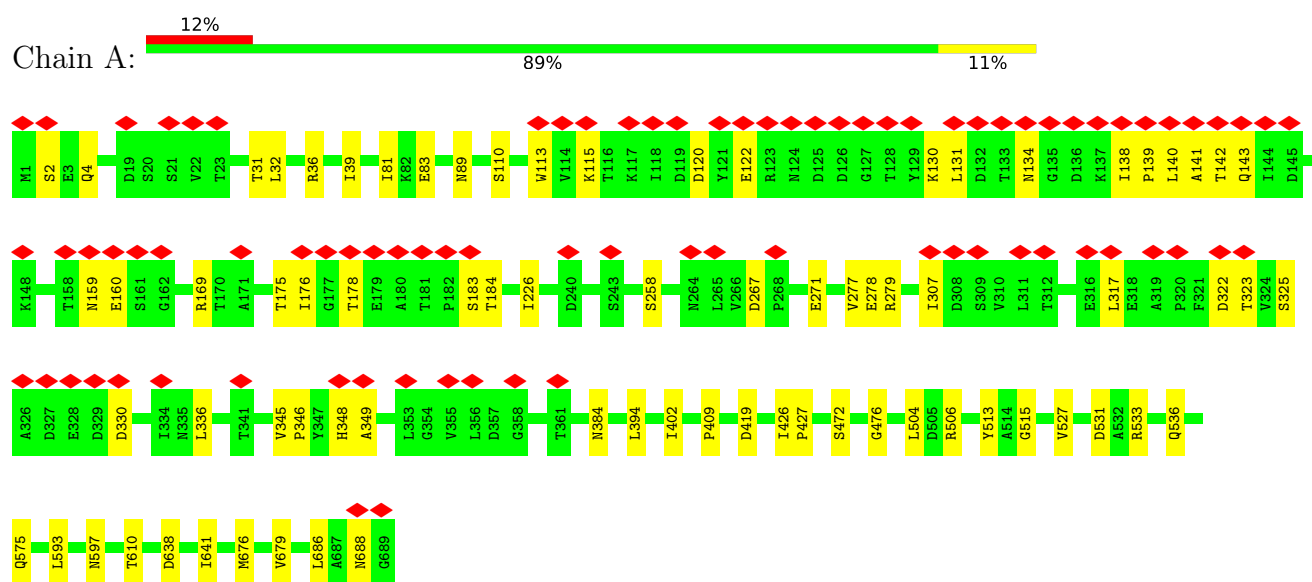 12%
Chain A:
89%
11%
M1 S2 E3 Q4 D19 S20 S21 V22 T23 T31 L32 R36 I39 I81 K82 E83 N89 S110 W113 V114 K115 T116 K117 I118 D119 D120 Y121 E122 R123 N124 D125 D126 G127 T128 Y129 K130 L131 D132 T133 N134 G135 D136 K137 I138 P139 L140 A141 T142 Q143 I144 D145
K148 T158 N159 E160 S161 G162 R169 T170 A171 T175 I176 G177 T178 E179 A180 T181 P182 S183 T184 I226 D240 S243 S258 N264 L265 V266 D267 P268 E271 V277 E278 R279 I307 D308 S309 V310 L311 T312 E316 L317 E318 A319 P320 F321 D322 T323 V324 S325
A326 D327 E328 D329 D330 I334 N335 L336 T341 V345 P346 Y347 H348 A349 L353 G354 V355 L356 D357 G358 T361 N384 L394 I402 P409 D419 I426 P427 S472 G476 L504 D505 R506 Y513 A514 G515 V527 D531 A532 R533 Q536
Q575 L593 N597 T610 D638 I641 M676 V679 L686 A687 N688 G689